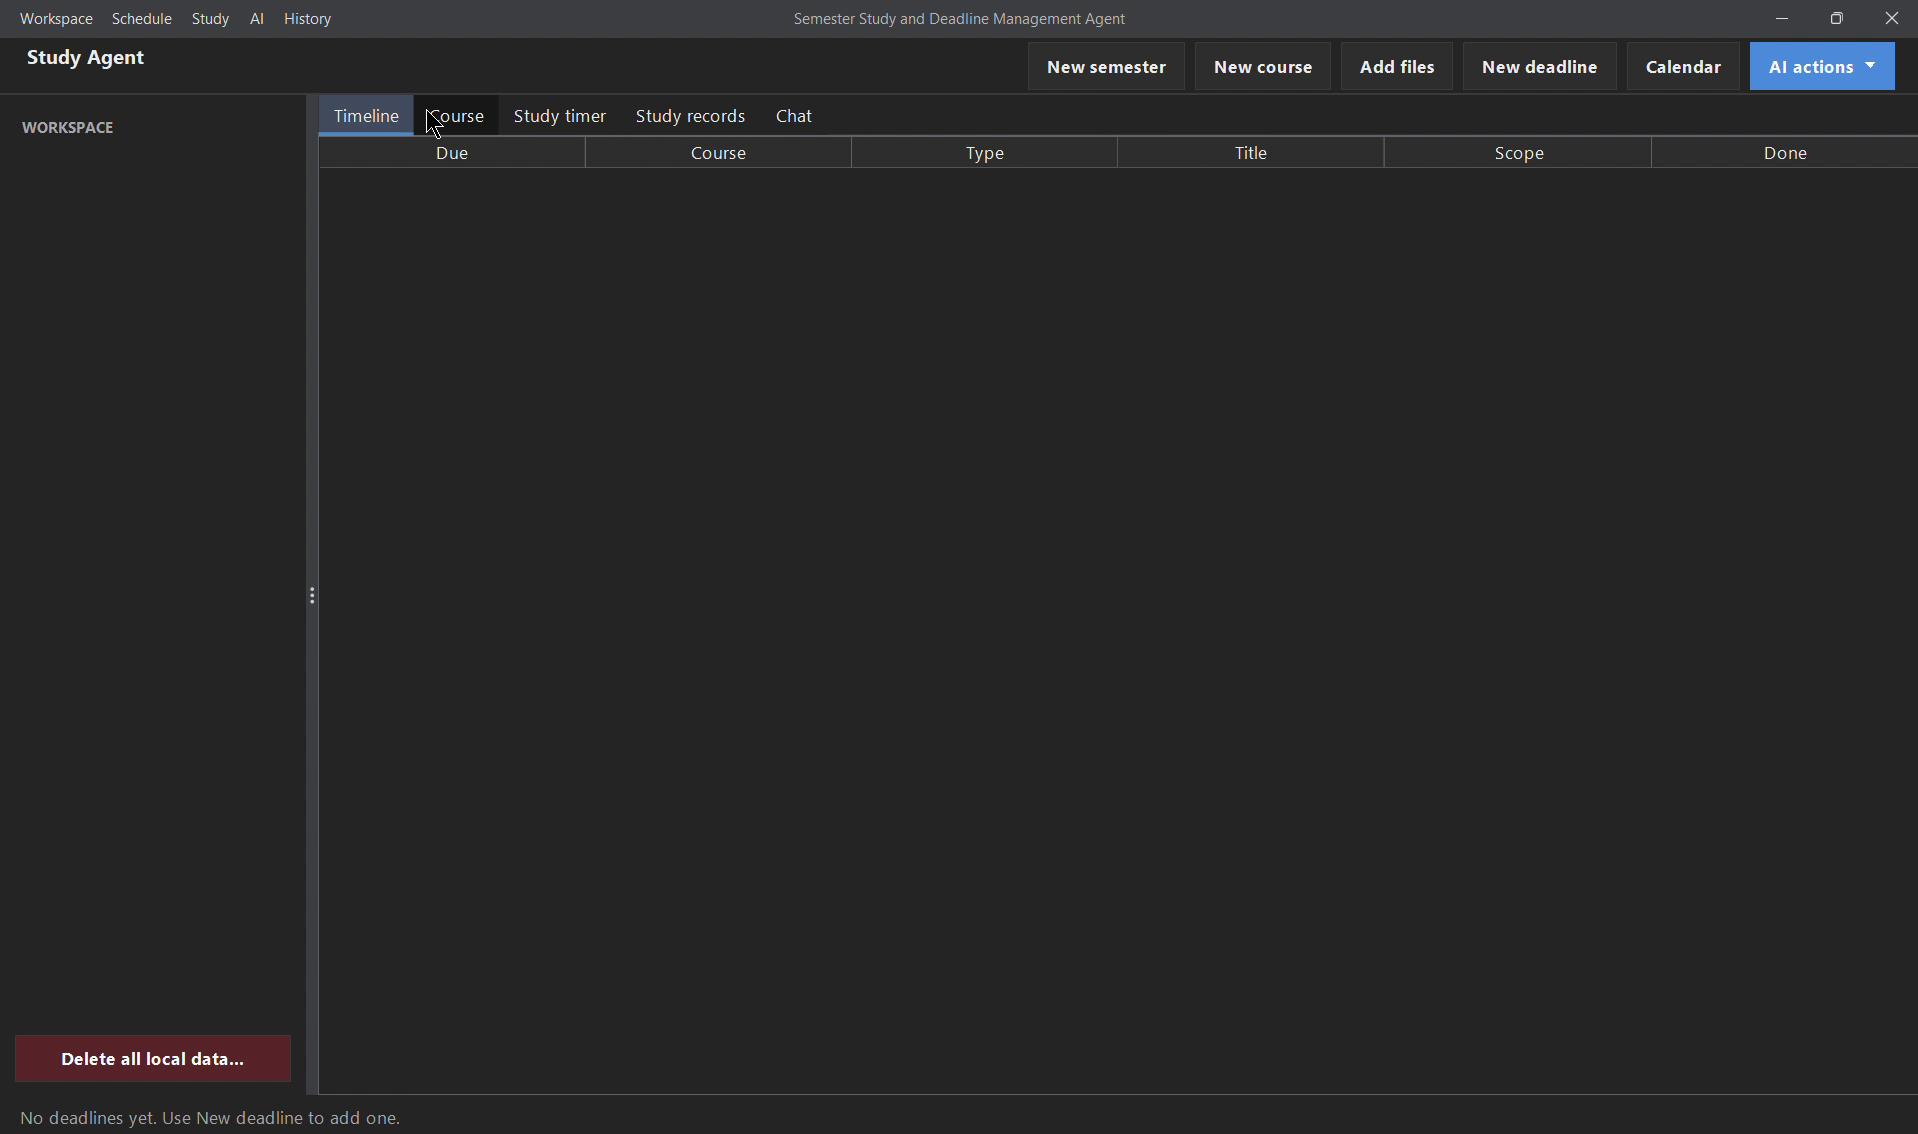 Workspace Schedule Study AI History Semester Study and Deadline Management Agent
Study Agent
New semester New course Add files New deadline Calendar AI actions
WORKSPACE
Timeline Course Study timer Study records Chat
Due Course Type Title Scope Done
Delete all local data...
No deadlines yet. Use New deadline to add one.